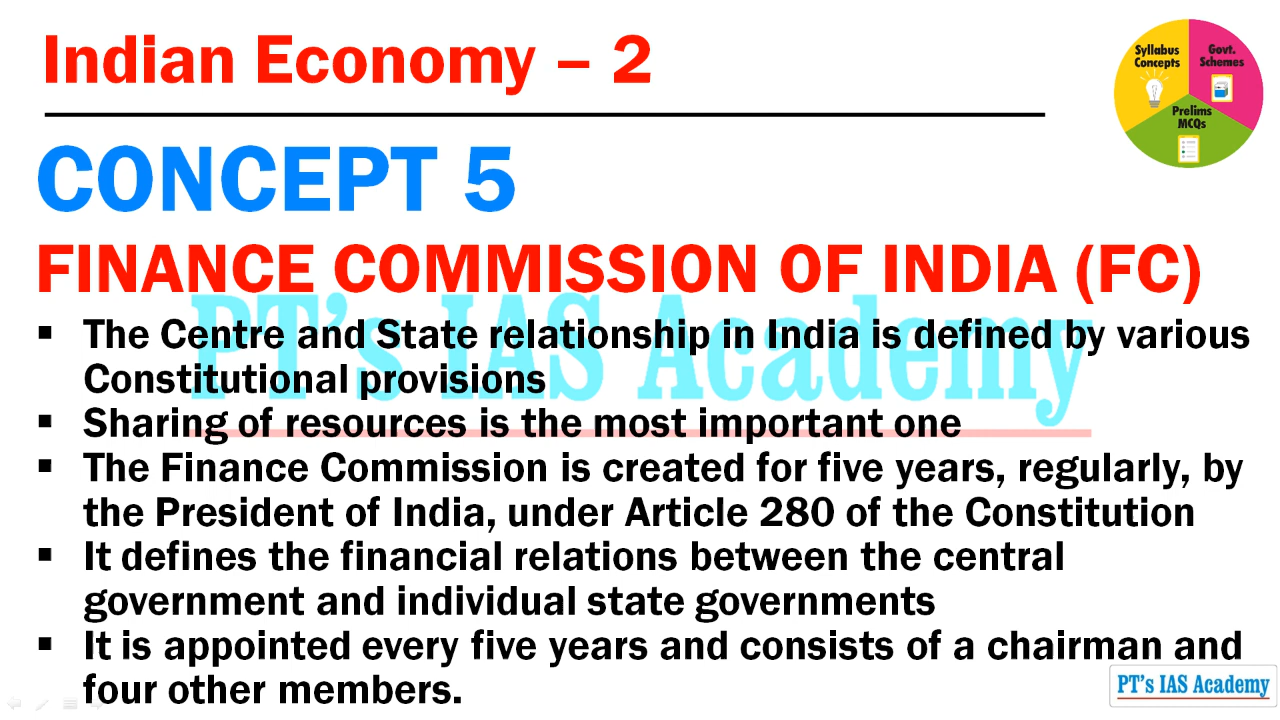 Indian Economy – 2
Syllabus
Concepts
Govt.
Schemes
Prelims
MCQs
CONCEPT 5
FINANCE COMMISSION OF INDIA (FC)
PT's IAS Academy
▪ The Centre and State relationship in India is defined by various
Constitutional provisions
▪ Sharing of resources is the most important one
▪ The Finance Commission is created for five years, regularly, by
the President of India, under Article 280 of the Constitution
▪ It defines the financial relations between the central
government and individual state governments
▪ It is appointed every five years and consists of a chairman and
four other members.
PT's IAS Academy